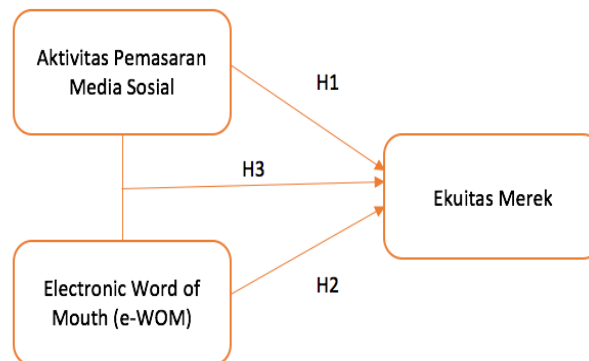 Aktivitas Pemasaran
Media Sosial
H1
H3
Ekuitas Merek
Electronic Word of
Mouth (e-WOM)
H2